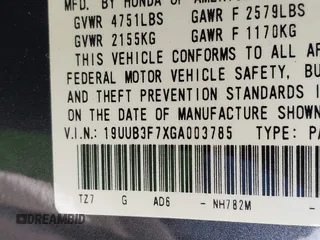 MFD. BY HONDA OF AMERI
GVWR 4751LBS GAWR F 2579LBS
GVWR 2155KG GAWR F 1170KG
THIS VEHICLE CONFORMS TO ALL AF
FEDERAL MOTOR VEHICLE SAFETY, BU
AND THEFT PREVENTION STANDARDS I
ON THE DATE OF MANUFACTURE SHOWN
V.I.N.: 19UUB3F7XGA003785 TYPE: PA
TZ7 G AD6 NH782M
DREAMBID